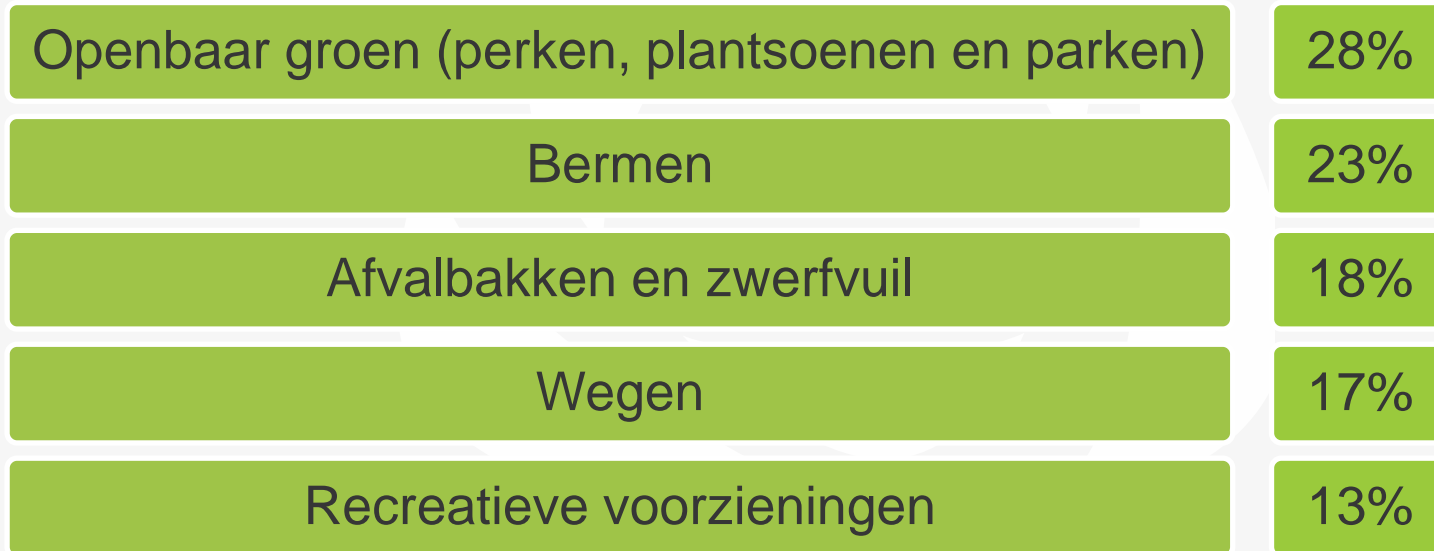 Openbaar groen (perken, plantsoenen en parken) 28%
Bermen 23%
Afvalbakken en zwerfvuil 18%
Wegen 17%
Recreatieve voorzieningen 13%